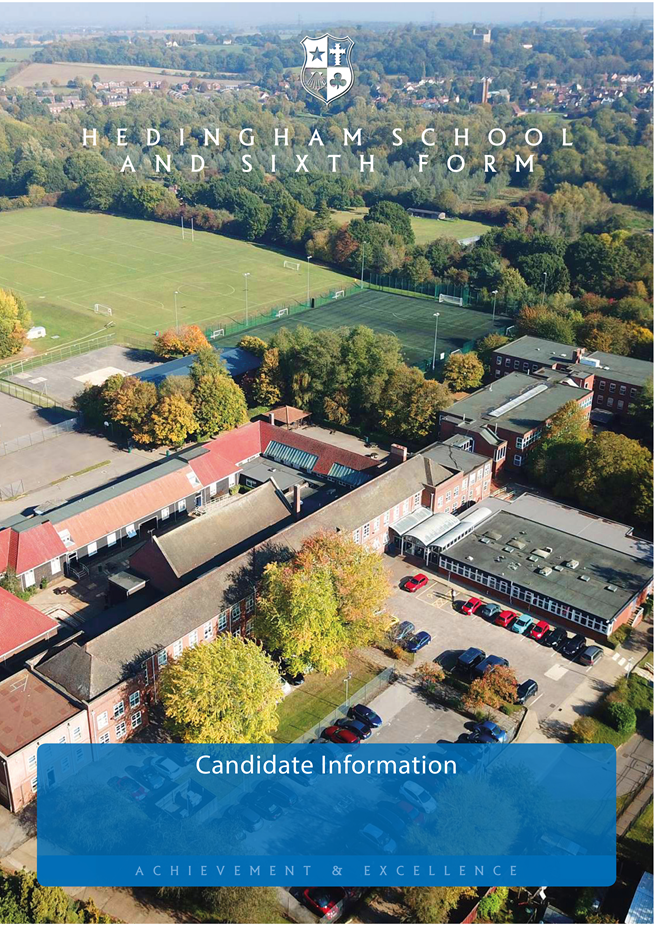 HEDINGHAM SCHOOL
AND SIXTH FORM
Candidate Information
ACHIEVEMENT & EXCELLENCE